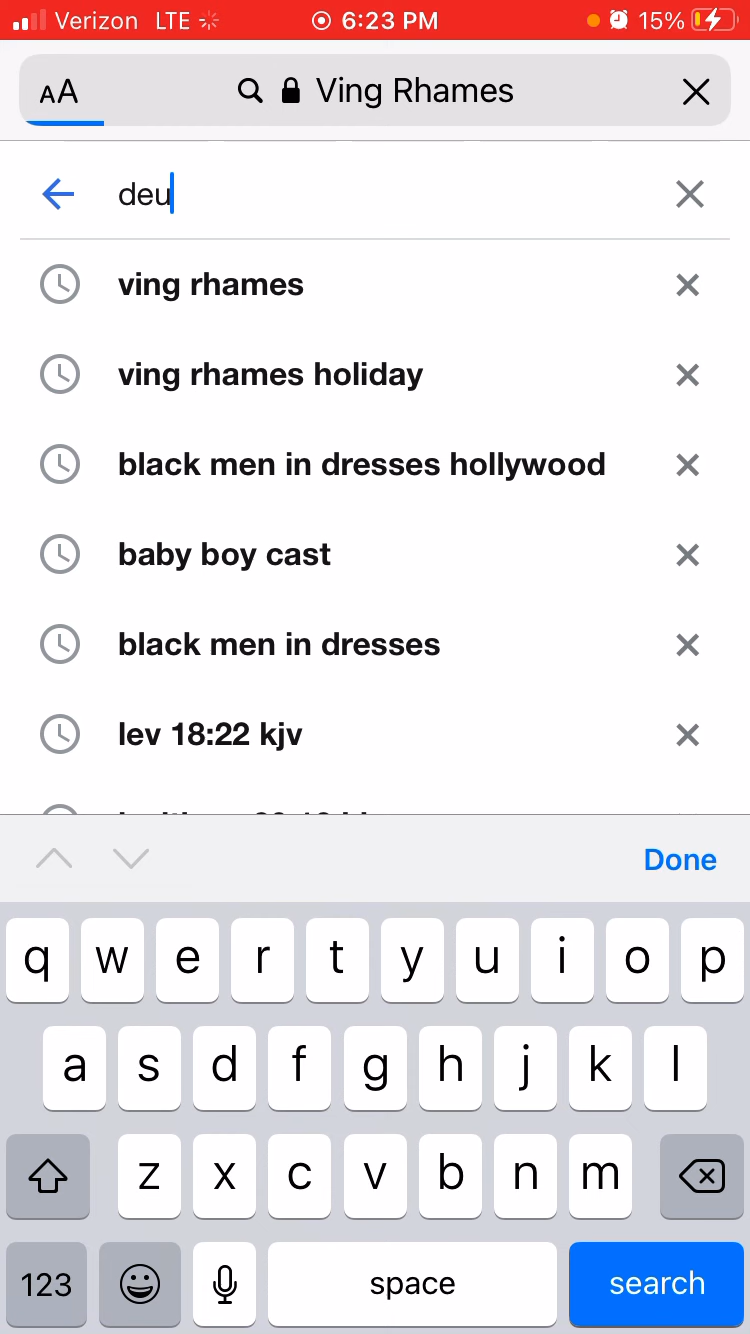 Verizon LTE 6:23 PM 15%
AA Ving Rhames
deu
ving rhames
ving rhames holiday
black men in dresses hollywood
baby boy cast
black men in dresses
lev 18:22 kjv
Done
q w e r t y u i o p
a s d f g h j k l
z x c v b n m
123 space search